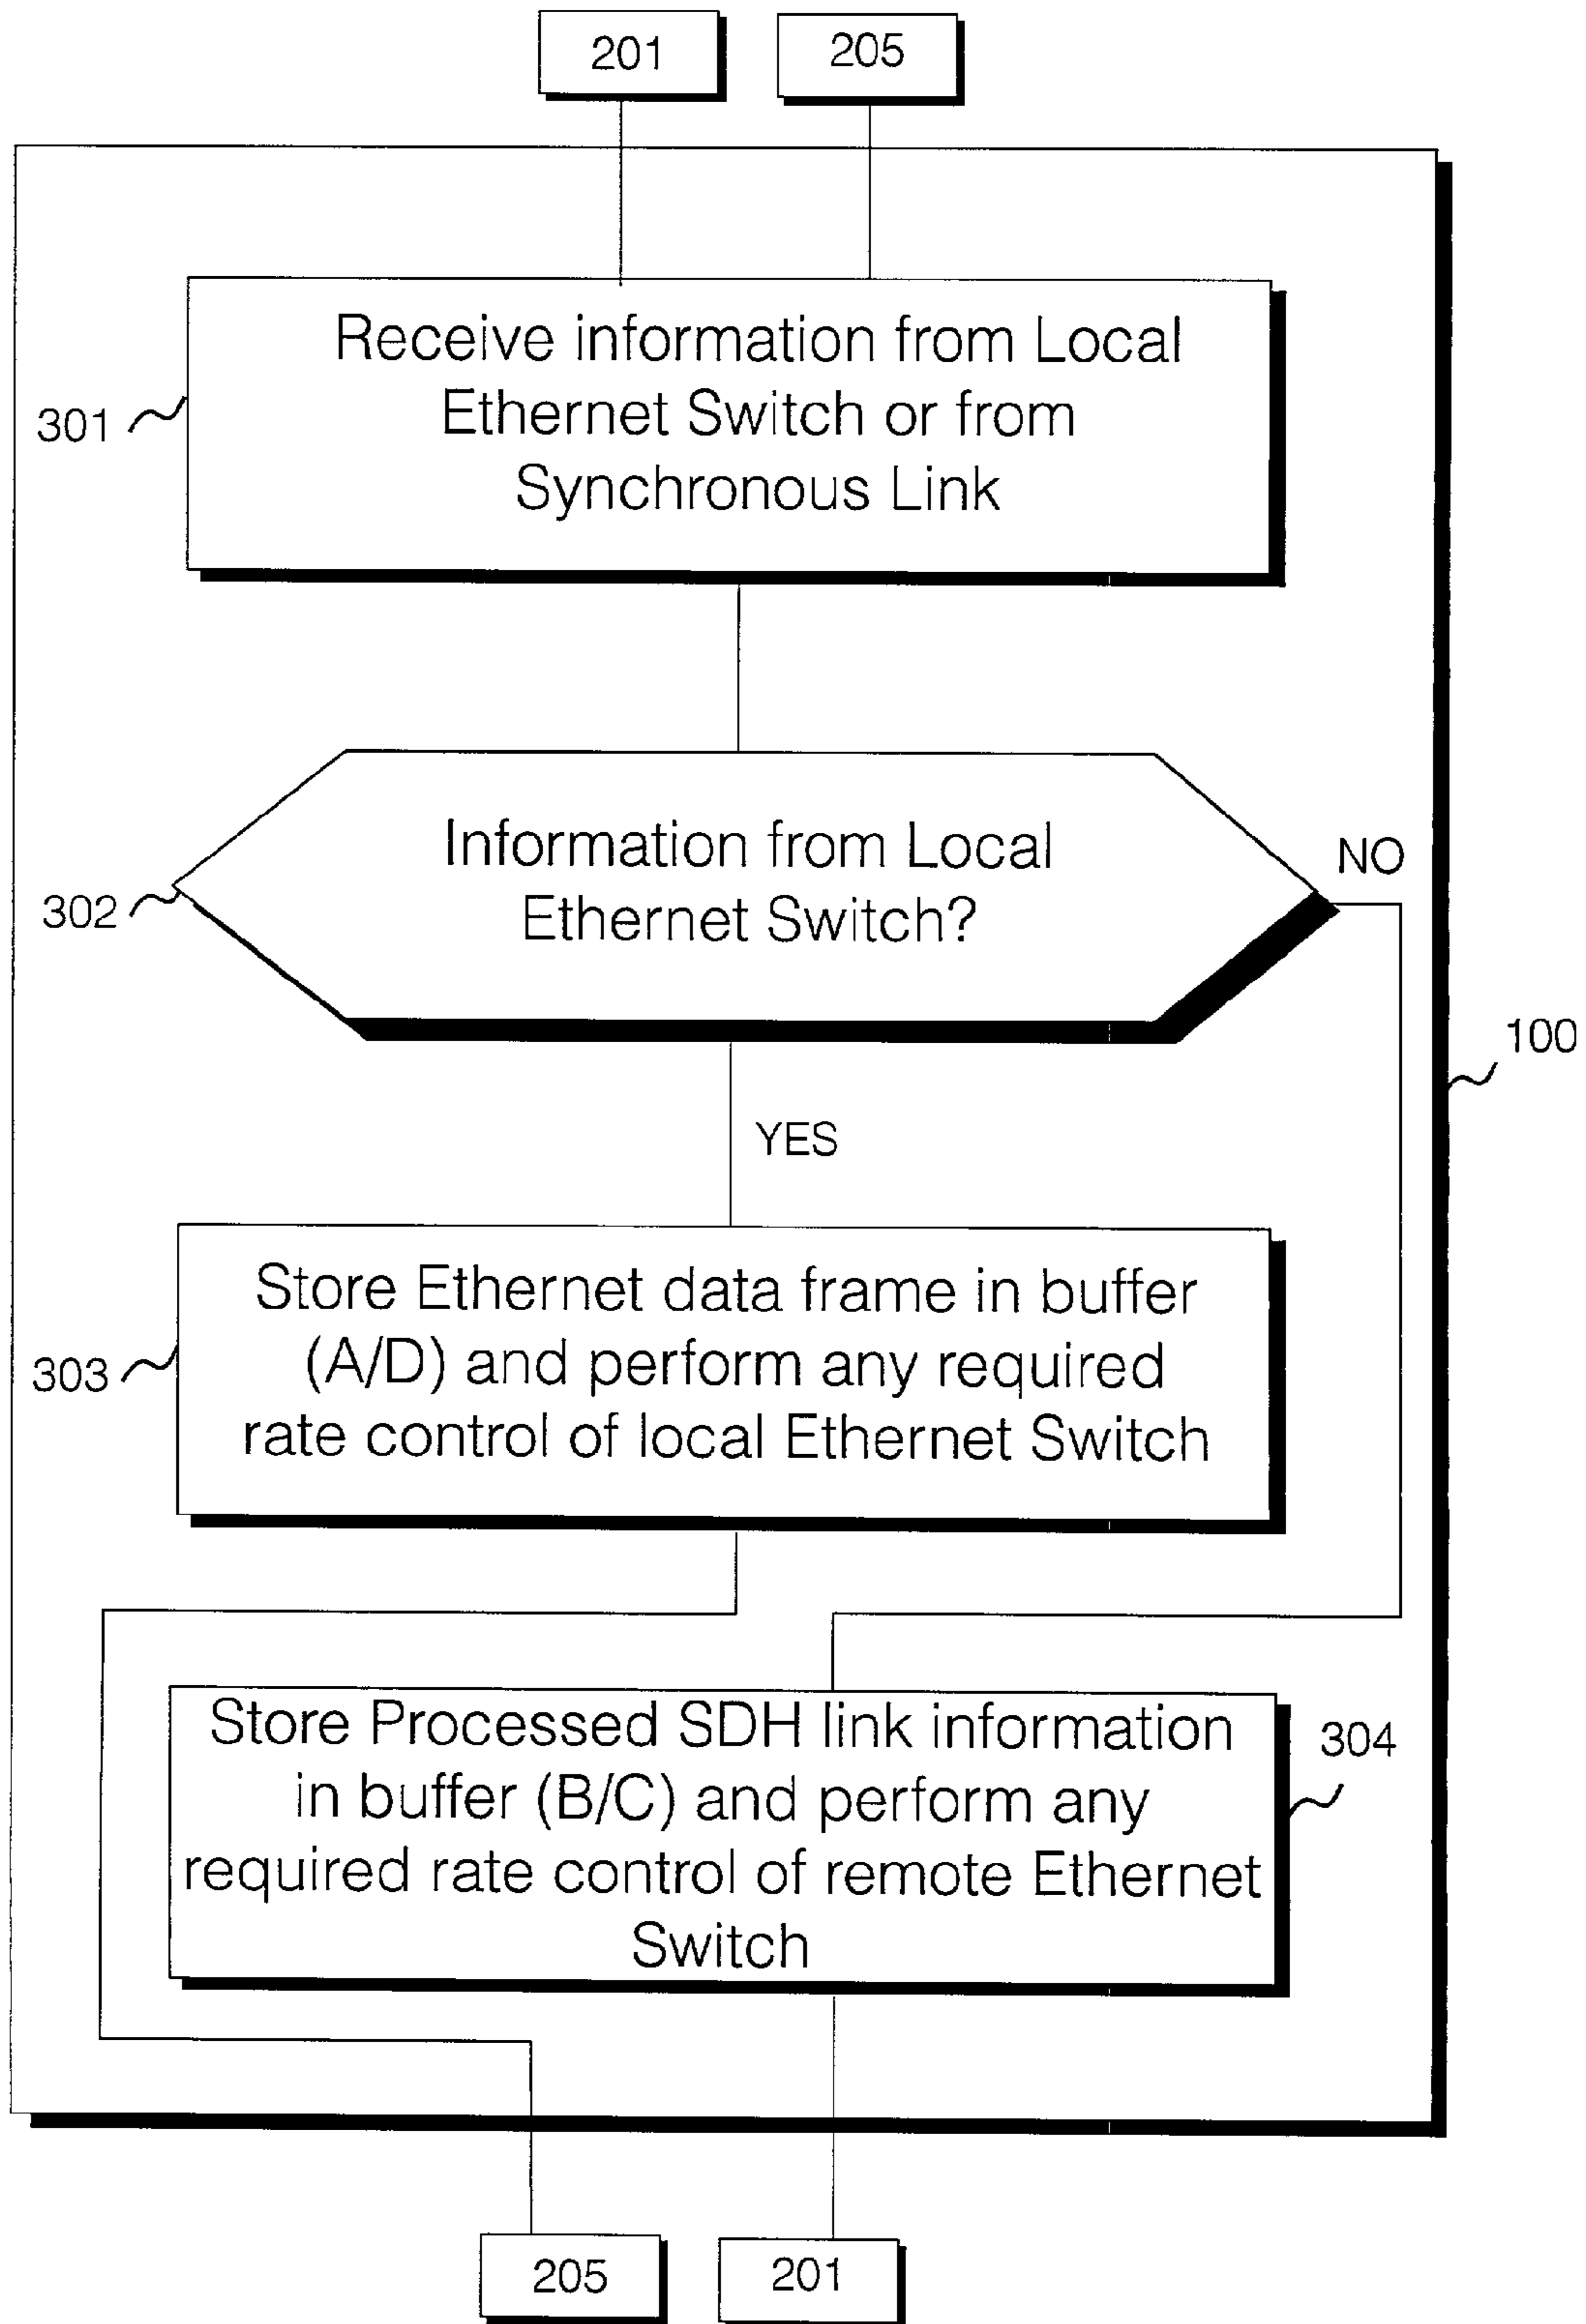 201
205
Receive information from Local
Ethernet Switch or from
Synchronous Link
301
Information from Local
Ethernet Switch?
NO
302
100
YES
Store Ethernet data frame in buffer
(A/D) and perform any required
rate control of local Ethernet Switch
303
Store Processed SDH link information
in buffer (B/C) and perform any
required rate control of remote Ethernet
Switch
304
205
201